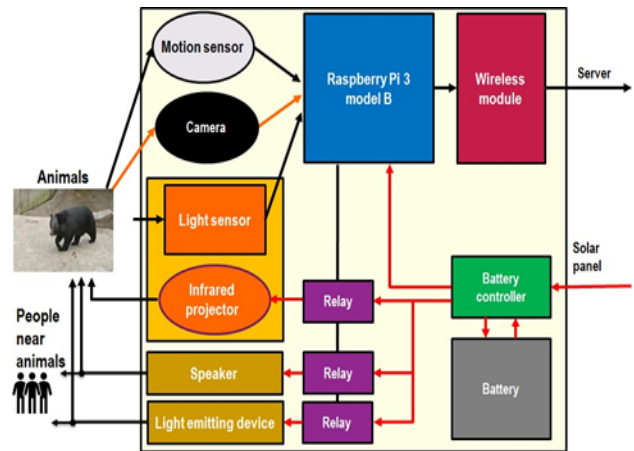 Motion sensor
Camera
Raspberry Pi 3
model B
Wireless
module
Server
Animals
Light sensor
Infrared
projector
Relay
Battery
controller
Solar
panel
People
near
animals
Speaker
Relay
Battery
Light emitting device
Relay